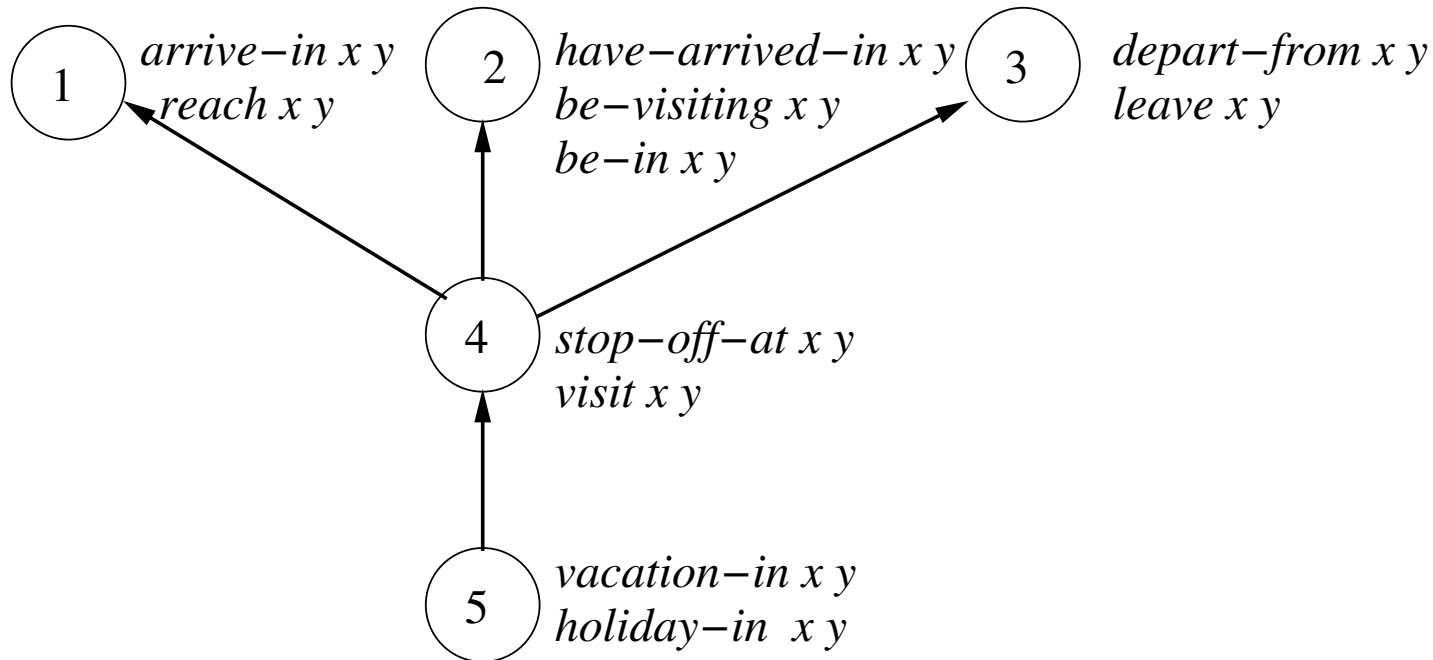 1
arrive−in x y
reach x y
2
have−arrived−in x y
be−visiting x y
be−in x y
3
depart−from x y
leave x y
4
stop−off−at x y
visit x y
5
vacation−in x y
holiday−in x y